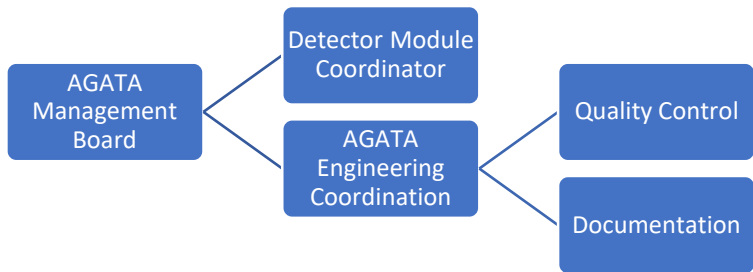 AGATA
Management
Board
Detector Module
Coordinator
AGATA
Engineering
Coordination
Quality Control
Documentation